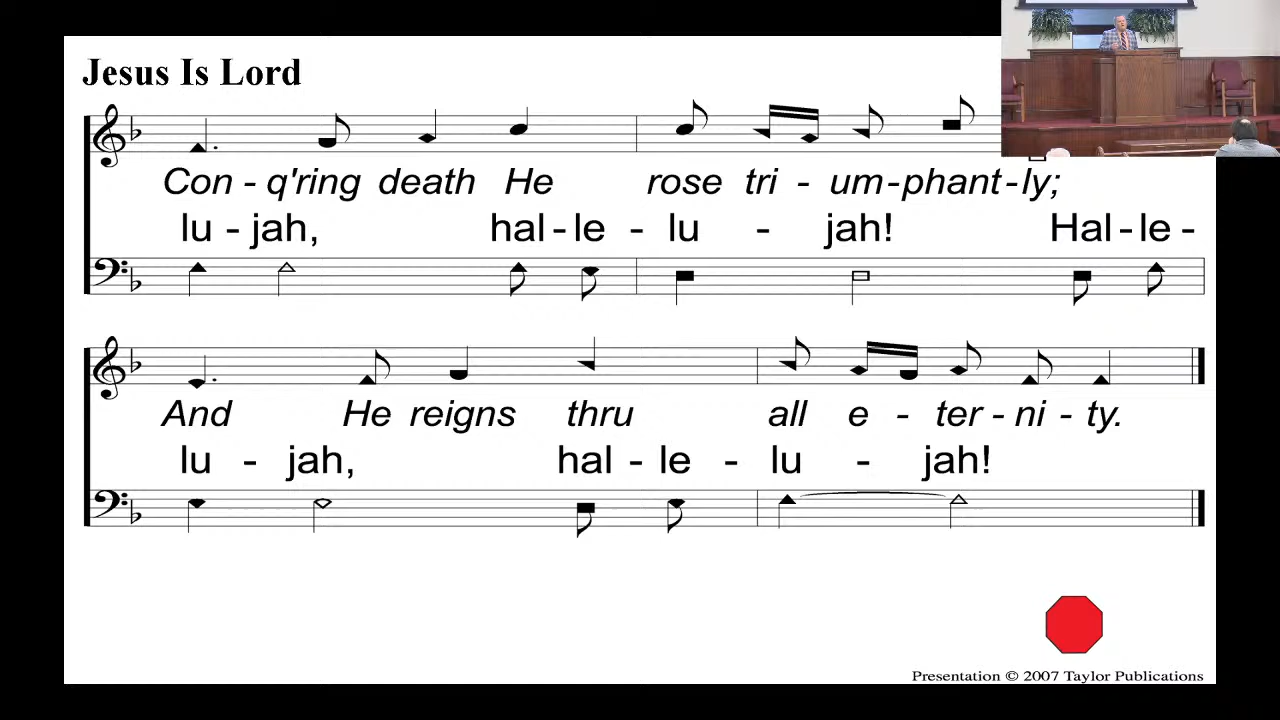 Jesus Is Lord
Con - q'ring death He rose tri - um-phant-ly;
lu - jah, hal - le - lu - jah! Hal - le -
And He reigns thru all e - ter - ni - ty.
lu - jah, hal - le - lu - jah!
Presentation © 2007 Taylor Publications